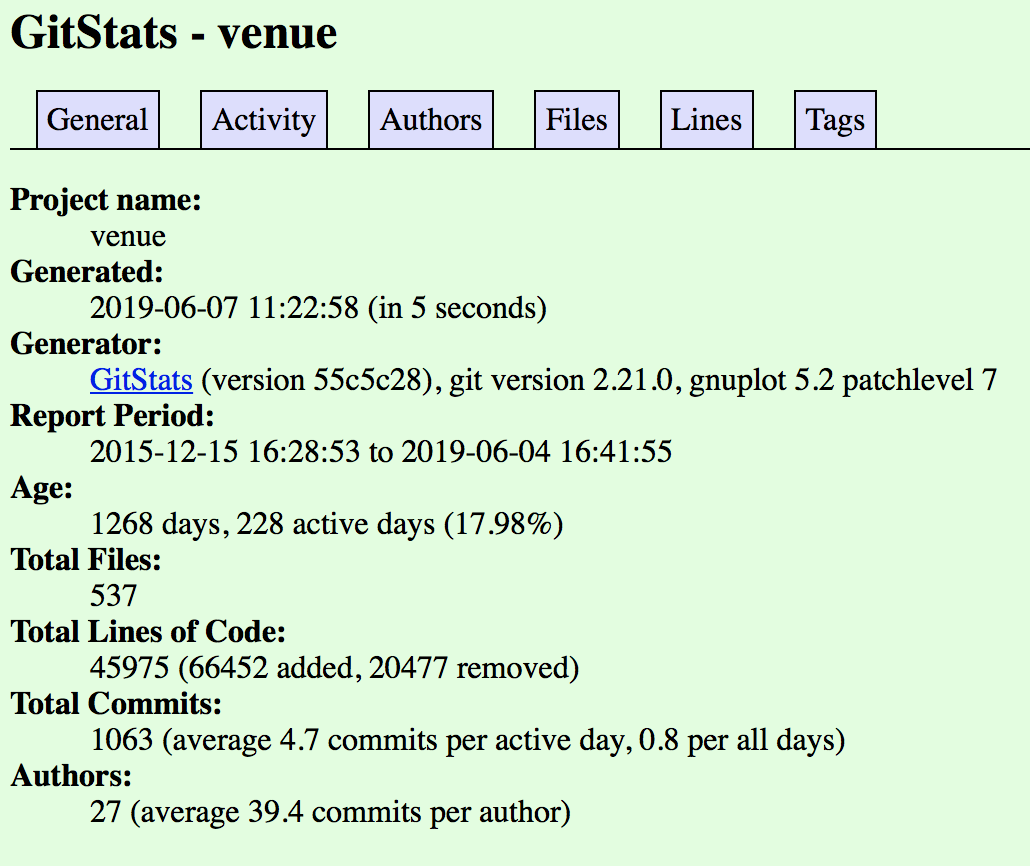 GitStats - venue
General Activity Authors Files Lines Tags
Project name:
venue
Generated:
2019-06-07 11:22:58 (in 5 seconds)
Generator:
GitStats (version 55c5c28), git version 2.21.0, gnuplot 5.2 patchlevel 7
Report Period:
2015-12-15 16:28:53 to 2019-06-04 16:41:55
Age:
1268 days, 228 active days (17.98%)
Total Files:
537
Total Lines of Code:
45975 (66452 added, 20477 removed)
Total Commits:
1063 (average 4.7 commits per active day, 0.8 per all days)
Authors:
27 (average 39.4 commits per author)